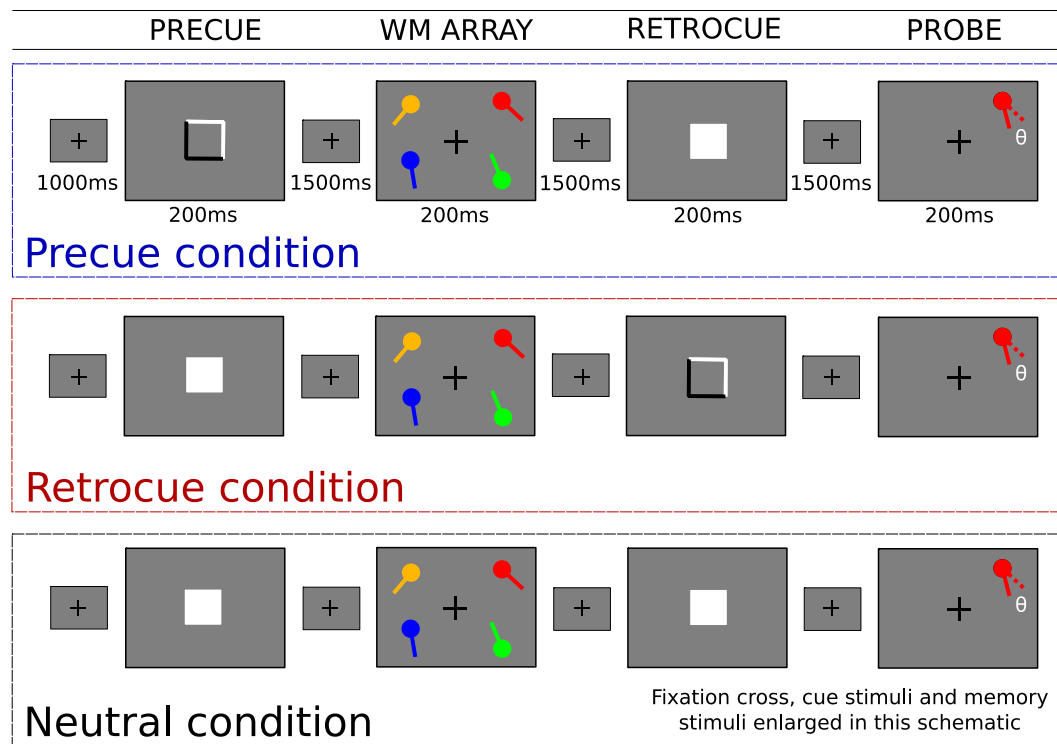 PRECUE WM ARRAY RETROCUE PROBE
θ
1000ms 1500ms 1500ms 1500ms
200ms 200ms 200ms 200ms
Precue condition
θ
Retrocue condition
θ
Neutral condition
Fixation cross, cue stimuli and memory
stimuli enlarged in this schematic